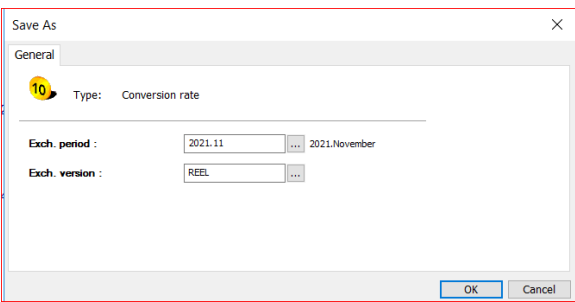 Save As
General
10 Type: Conversion rate
Exch. period : 2021.11 ... 2021.November
Exch. version : REEL ...
OK Cancel